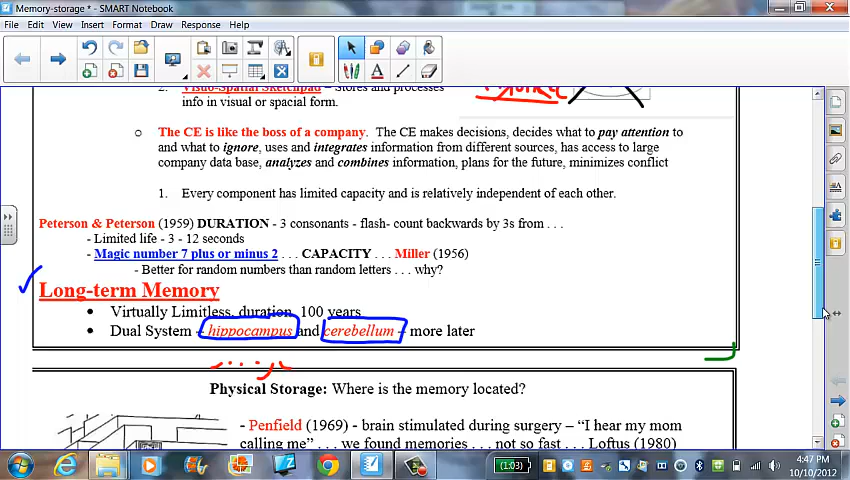 Memory-storage * - SMART Notebook
File Edit View Insert Format Draw Response Help
2. Visuo-Spatial Sketchpad – Stores and processes
info in visual or spacial form.
o The CE is like the boss of a company. The CE makes decisions, decides what to pay attention to
and what to ignore, uses and integrates information from different sources, has access to large
company data base, analyzes and combines information, plans for the future, minimizes conflict
1. Every component has limited capacity and is relatively independent of each other.
Peterson & Peterson (1959) DURATION - 3 consonants - flash- count backwards by 3s from . . .
- Limited life - 3 - 12 seconds
- Magic number 7 plus or minus 2 . . . CAPACITY . . . Miller (1956)
- Better for random numbers than random letters . . . why?
Long-term Memory
• Virtually Limitless, duration, 100 years
• Dual System – hippocampus and cerebellum – more later
Physical Storage: Where is the memory located?
- Penfield (1969) - brain stimulated during surgery – “I hear my mom
calling me” . . . we found memories . . . not so fast . . . Loftus (1980)
(1:03)
4:47 PM
10/10/2012